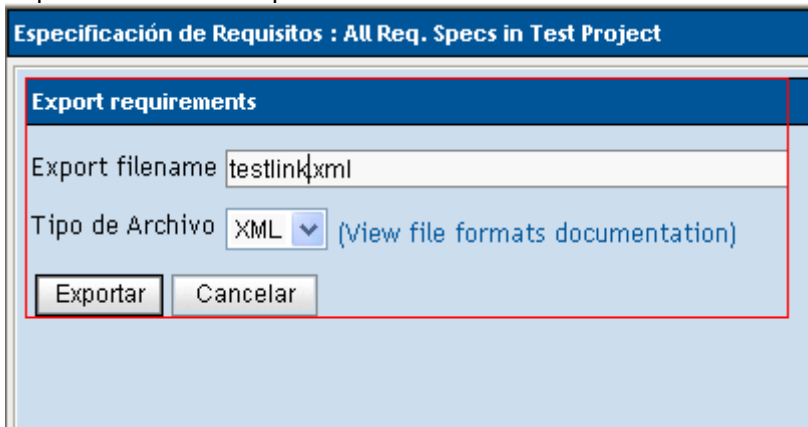 Especificación de Requisitos : All Req. Specs in Test Project
Export requirements
Export filename testlink.xml
Tipo de Archivo XML (View file formats documentation)
Exportar Cancelar